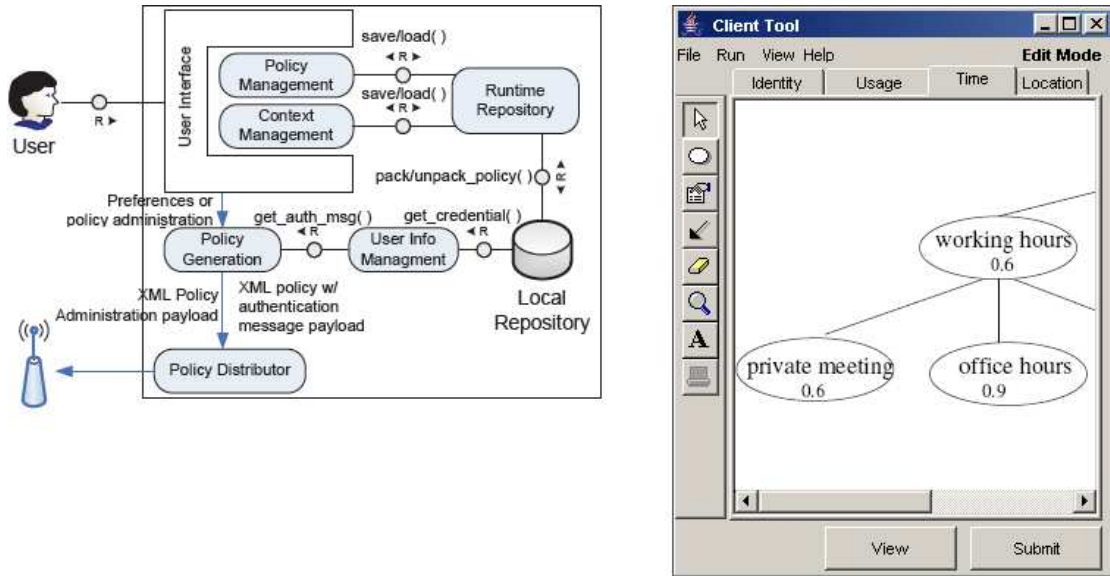 save/load( )
◄ R ►
Policy
Management
save/load( )
◄ R ►
Context
Management
Runtime
Repository
User Interface
R ►
User
pack/unpack_policy( )
◄ R ►
Preferences or
policy administration
get_auth_msg( )
◄ R
get_credential( )
◄ R
Policy
Generation
User Info
Managment
Local
Repository
XML Policy
Administration payload
XML policy w/
authentication
message payload
Policy Distributor
Client Tool
File Run View Help Edit Mode
Identity Usage Time Location
A
working hours
0.6
private meeting
0.6
office hours
0.9
View Submit